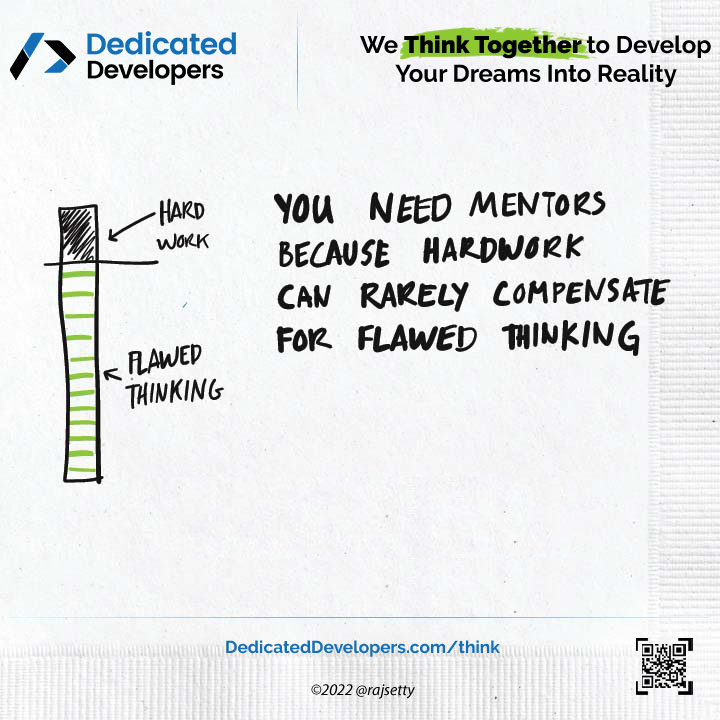 Dedicated
Developers
We Think Together to Develop
Your Dreams Into Reality
HARD
WORK
FLAWED
THINKING
YOU NEED MENTORS
BECAUSE HARDWORK
CAN RARELY COMPENSATE
FOR FLAWED THINKING
DedicatedDevelopers.com/think
©2022 @rajsetty